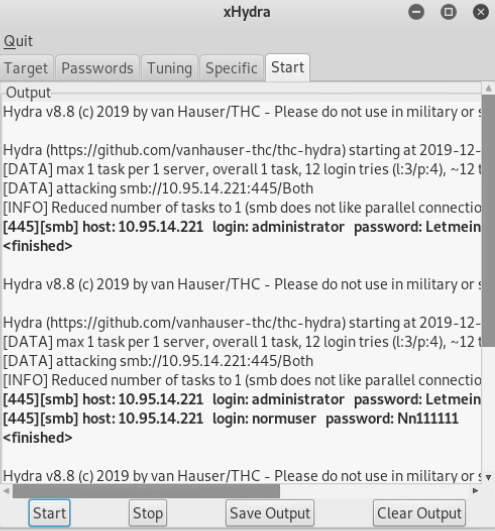 xHydra
Quit
Target Passwords Tuning Specific Start
Output
Hydra v8.8 (c) 2019 by van Hauser/THC - Please do not use in military or s
Hydra (https://github.com/vanhauser-thc/thc-hydra) starting at 2019-12-
[DATA] max 1 task per 1 server, overall 1 task, 12 login tries (l:3/p:4), ~12 t
[DATA] attacking smb://10.95.14.221:445/Both
[INFO] Reduced number of tasks to 1 (smb does not like parallel connectio
[445][smb] host: 10.95.14.221 login: administrator password: Letmein
<finished>
Hydra v8.8 (c) 2019 by van Hauser/THC - Please do not use in military or s
Hydra (https://github.com/vanhauser-thc/thc-hydra) starting at 2019-12-
[DATA] max 1 task per 1 server, overall 1 task, 12 login tries (l:3/p:4), ~12 t
[DATA] attacking smb://10.95.14.221:445/Both
[INFO] Reduced number of tasks to 1 (smb does not like parallel connectio
[445][smb] host: 10.95.14.221 login: administrator password: Letmein
[445][smb] host: 10.95.14.221 login: normuser password: Nn111111
<finished>
Hydra v8.8 (c) 2019 by van Hauser/THC - Please do not use in military or s
Start Stop Save Output Clear Output